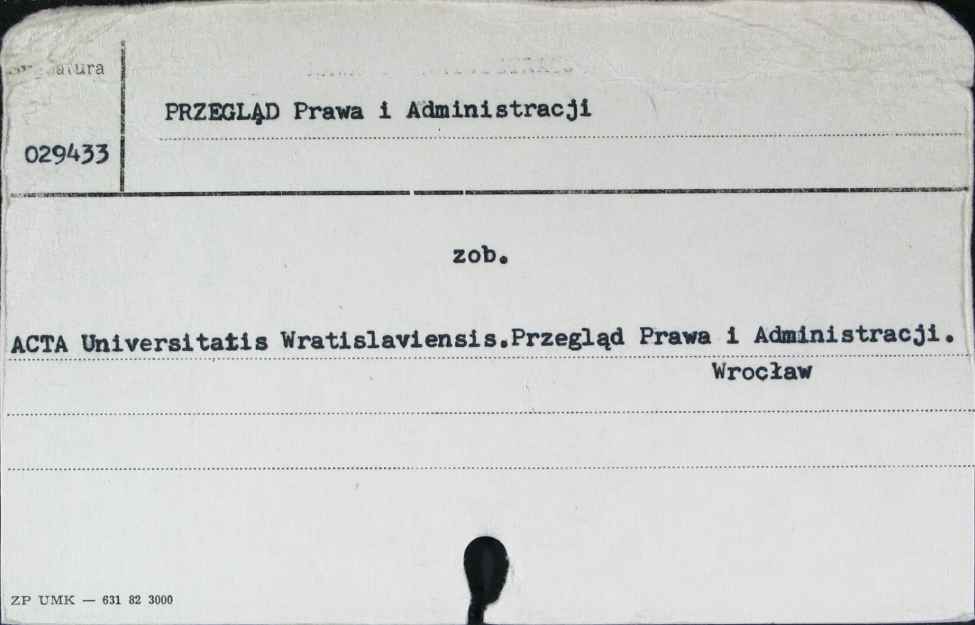 PRZEGLĄD Prawa i Administracji
029433
zob.
ACTA Universitatis Wratislaviensis.Przegląd Prawa i Administracji.
Wrocław
ZP UMK — 631 82 3000